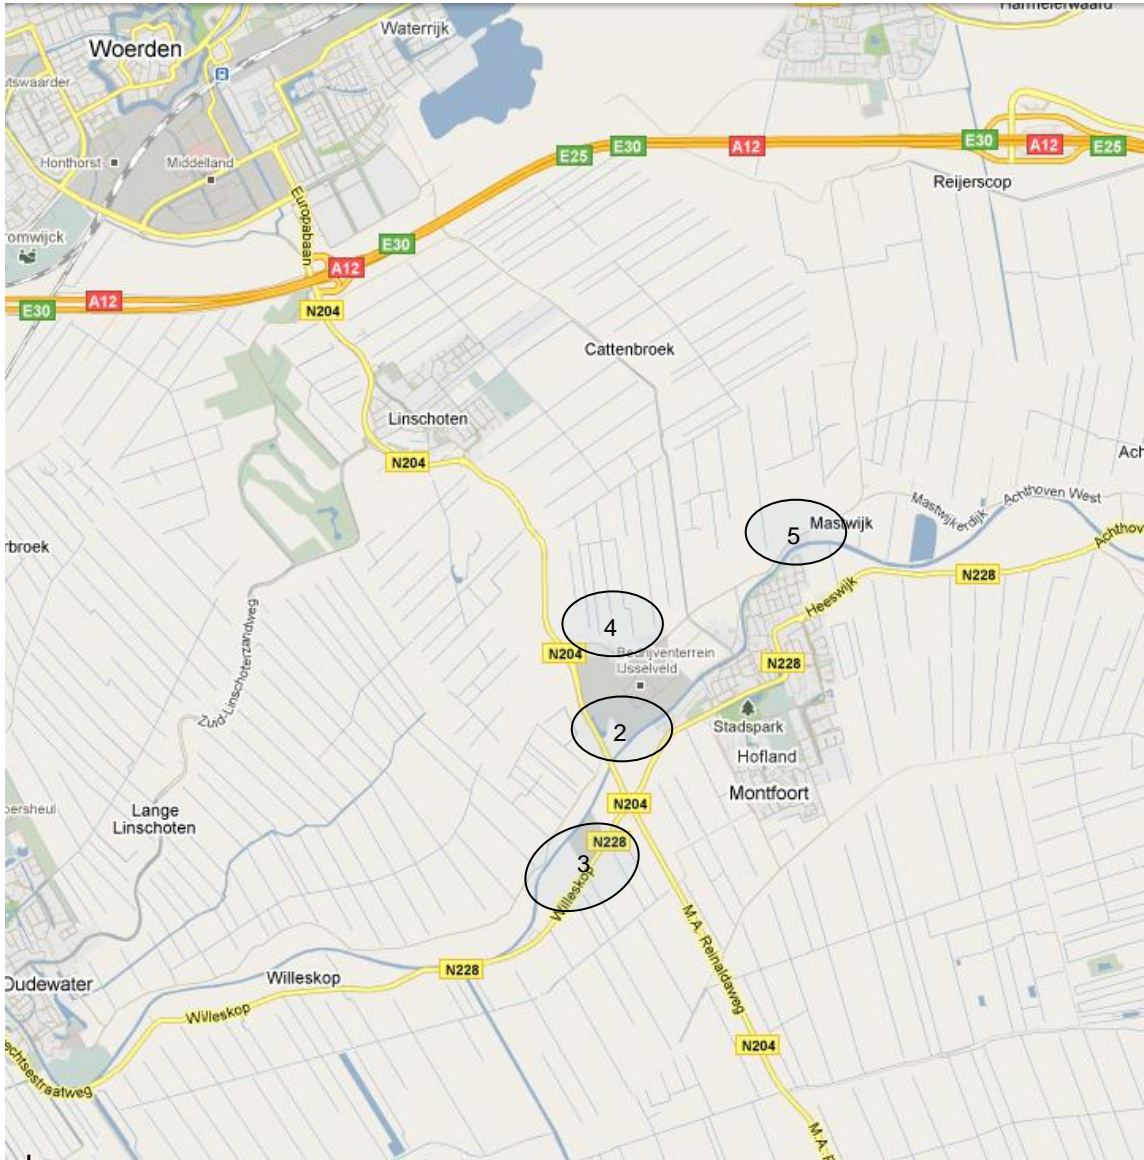 Harmelerwaard
Waterrijk
Woerden
Honthorst
Middelland
E25
E30
A12
E30
A12
E25
Reijerscop
Europabaan
E30
A12
A12
E30
N204
Cattenbroek
Linschoten
N204
Mastwijk
5
Mastwijkerdijk
Achthoven West
N228
Heeswijk
4
N204
Bedrijventerrein
IJsselveld
N228
Zuid-Linschoterzandweg
2
Stadspark
Hofland
Montfoort
Lange
Linschoten
N204
N228
3
Willeskop
M.A. Reinaldaweg
N228
Willeskop
Oudewater
Willeskop
N204